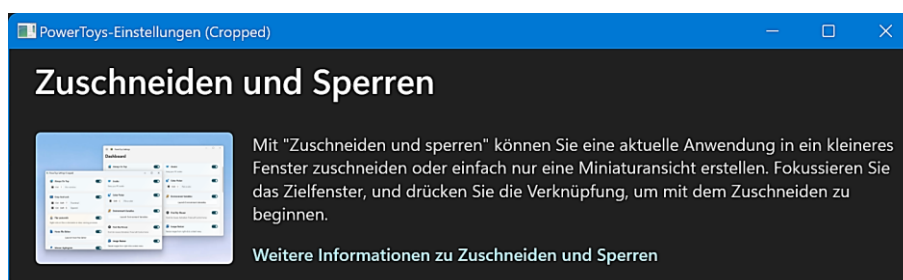 PowerToys-Einstellungen (Cropped)
Zuschneiden und Sperren
Mit "Zuschneiden und sperren" können Sie eine aktuelle Anwendung in ein kleineres
Fenster zuschneiden oder einfach nur eine Miniaturansicht erstellen. Fokussieren Sie
das Zielfenster, und drücken Sie die Verknüpfung, um mit dem Zuschneiden zu
beginnen.
Weitere Informationen zu Zuschneiden und Sperren
Dashboard